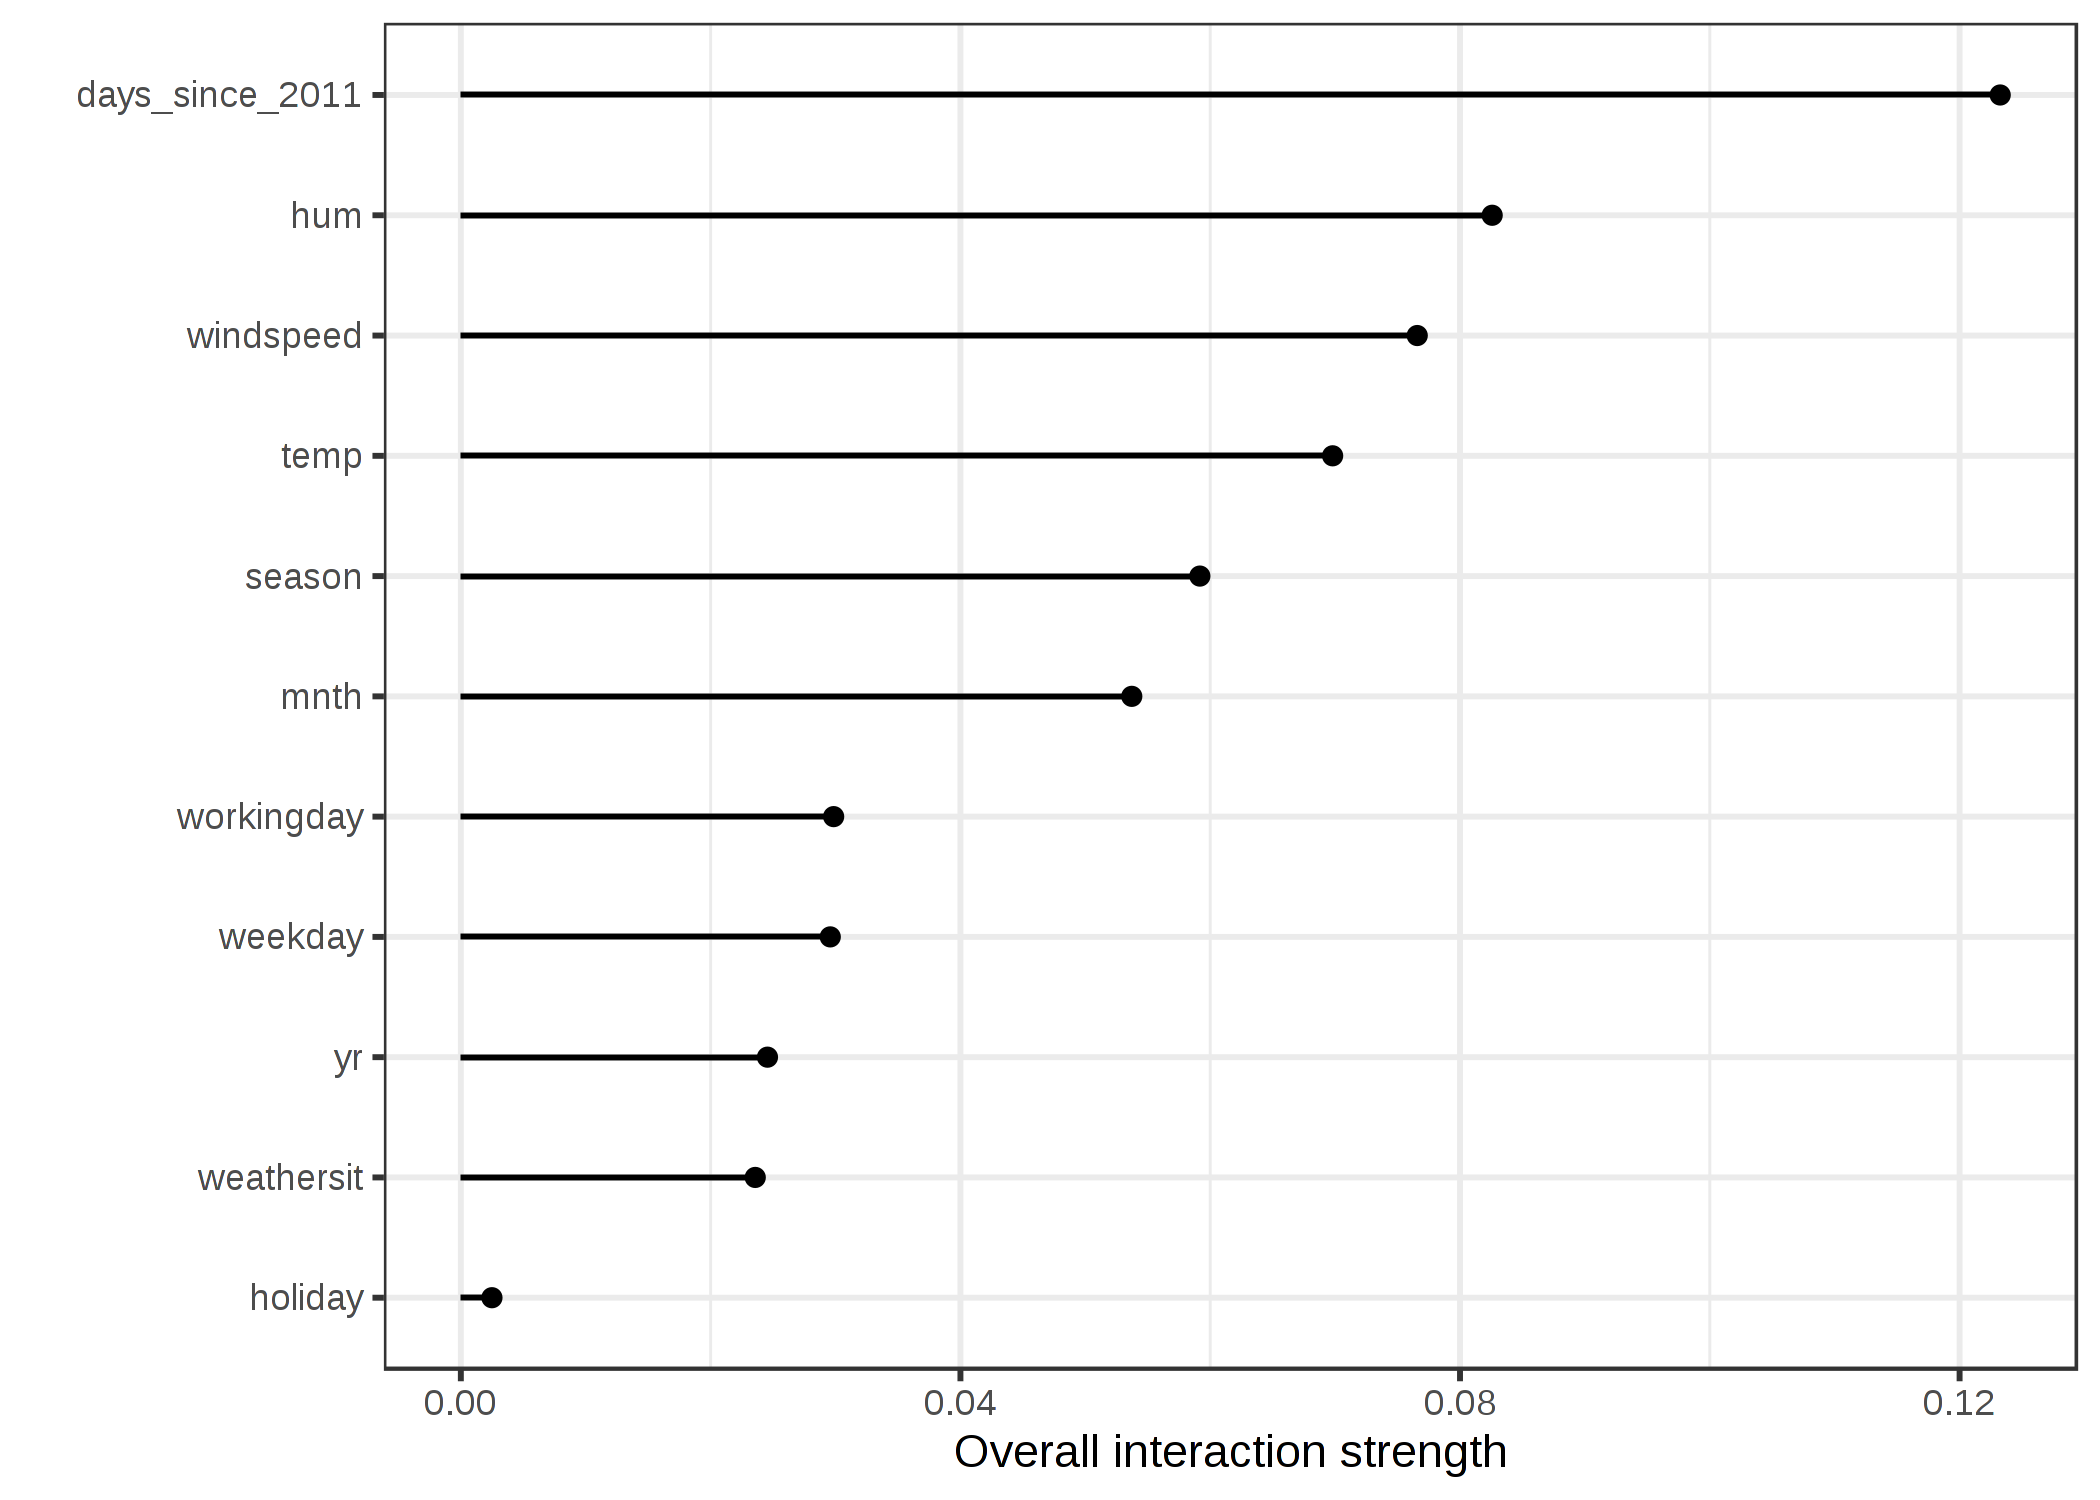 days_since_2011
hum
windspeed
temp
season
mnth
workingday
weekday
yr
weathersit
holiday
0.00 0.04 0.08 0.12
Overall interaction strength